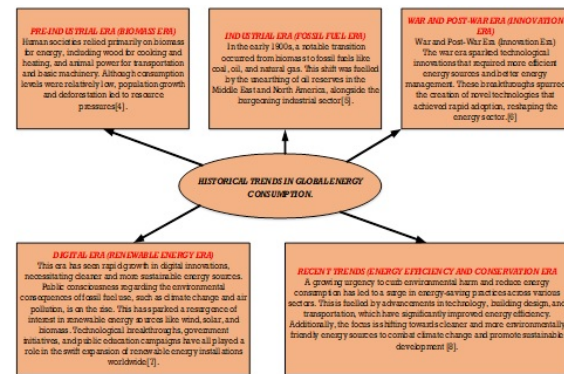 PRE-INDUSTRIAL ERA (BIOMASS ERA)
Human societies relied primarily on biomass
for energy, including wood for cooking and
heating, and animal power for transportation
and basic machinery. Although consumption
levels were relatively low, population growth
and deforestation led to resource
pressures[4].
INDUSTRIAL ERA (FOSSIL FUEL ERA)
In the early 1900s, a notable transition
occurred from biomass to fossil fuels like
coal, oil, and natural gas. This shift was fuelled
by the unearthing of oil reserves in the
Middle East and North America, alongside the
burgeoning industrial sector[5].
WAR AND POST-WAR ERA (INNOVATION
ERA)
War and Post-War Era (Innovation Era)
The war era sparked technological
innovations that required more efficient
energy sources and better energy
management. These breakthroughs spurred
the creation of novel technologies that
achieved rapid adoption, reshaping the
energy sector.[6]
HISTORICAL TRENDS IN GLOBAL ENERGY
CONSUMPTION.
DIGITAL ERA (RENEWABLE ENERGY ERA)
This era has seen rapid growth in digital innovations,
necessitating cleaner and more sustainable energy sources.
Public consciousness regarding the environmental
consequences of fossil fuel use, such as climate change and air
pollution, is on the rise. This has sparked a resurgence of
interest in renewable energy sources like wind, solar, and
biomass. Technological breakthroughs, government
initiatives, and public education campaigns have all played a
role in the swift expansion of renewable energy installations
worldwide[7].
RECENT TRENDS (ENERGY EFFICIENCY AND CONSERVATION ERA
A growing urgency to curb environmental harm and reduce energy
consumption has led to a surge in energy-saving practices across various
sectors. This is fuelled by advancements in technology, building design, and
transportation, which have significantly improved energy efficiency.
Additionally, the focus is shifting towards cleaner and more environmentally
friendly energy sources to combat climate change and promote sustainable
development [8].